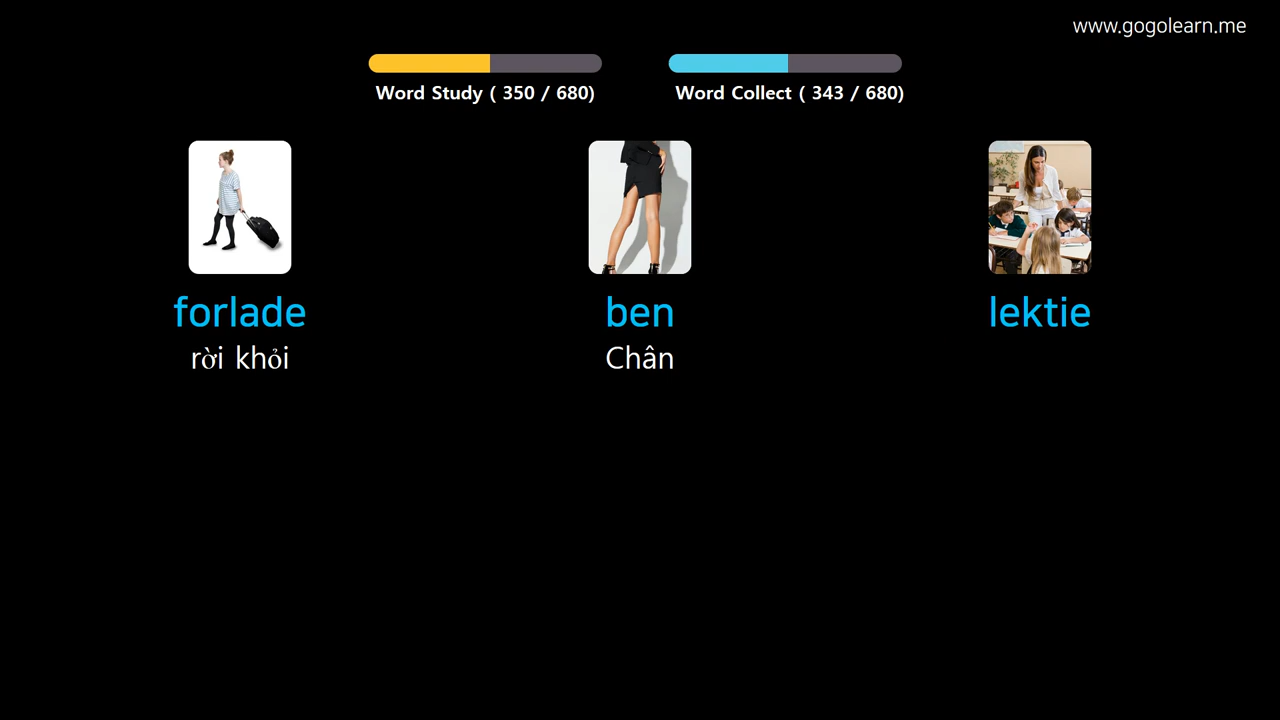 www.gogolearn.me
Word Study ( 350 / 680)
Word Collect ( 343 / 680)
forlade
rời khỏi
ben
Chân
lektie